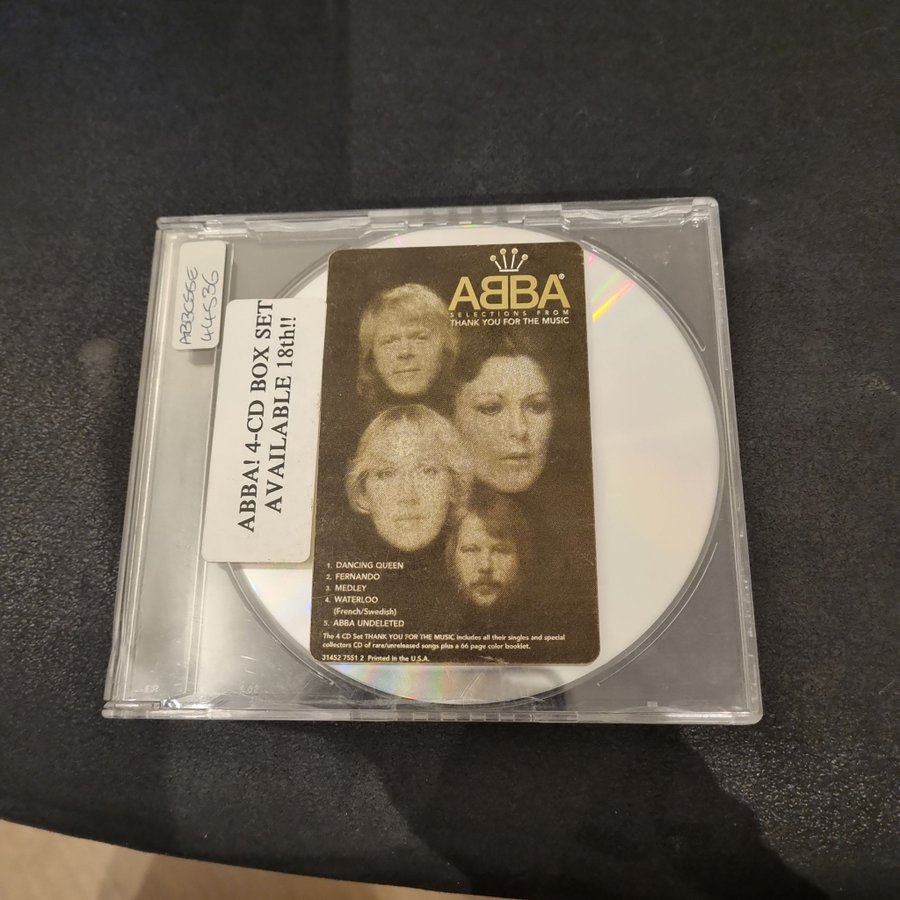 ABBCSSE
44536
ABBA! 4-CD BOX SET
AVAILABLE 18th!!
ABBA®
SELECTIONS FROM
THANK YOU FOR THE MUSIC
1. DANCING QUEEN
2. FERNANDO
3. MEDLEY
4. WATERLOO
(French/Swedish)
5. ABBA UNDELETED
The 4 CD Set THANK YOU FOR THE MUSIC includes all their singles and special
collectors CD of rare/unreleased songs plus a 66 page color booklet.
31452 7551 2 Printed in the U.S.A.